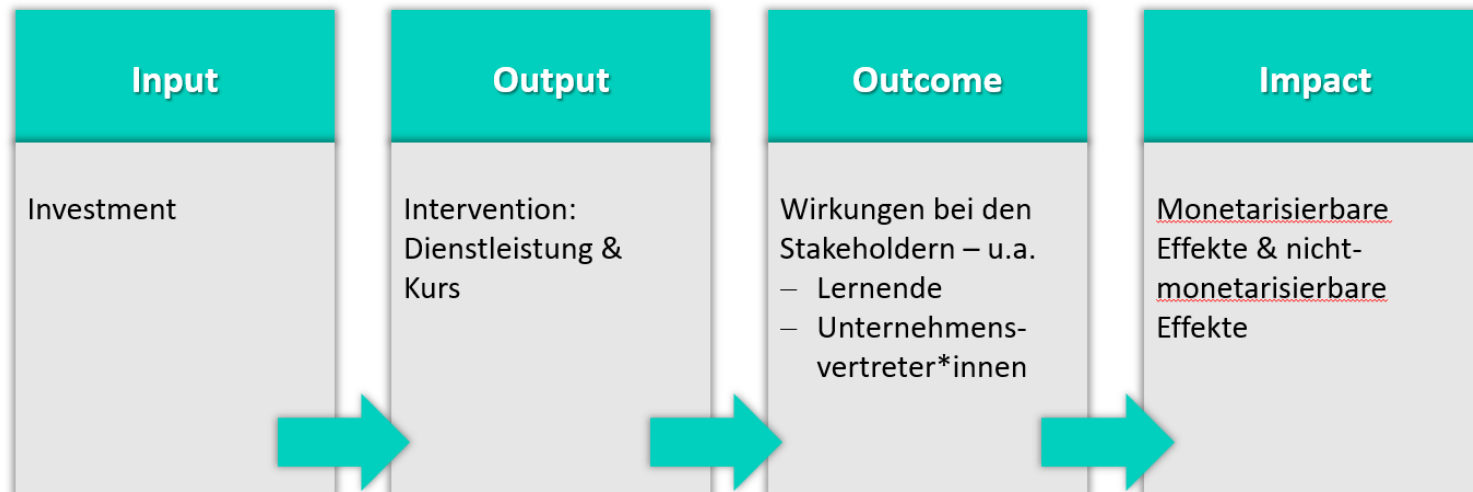 Input
Investment
Output
Intervention:
Dienstleistung &
Kurs
Outcome
Wirkungen bei den
Stakeholdern – u.a.
– Lernende
– Unternehmens-
vertreter*innen
Impact
Monetarisierbare
Effekte & nicht-
monetarisierbare
Effekte